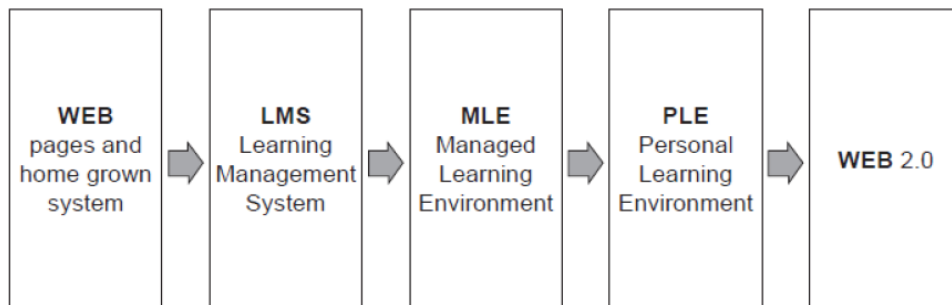 WEB
pages and
home grown
system
LMS
Learning
Management
System
MLE
Managed
Learning
Environment
PLE
Personal
Learning
Environment
WEB 2.0